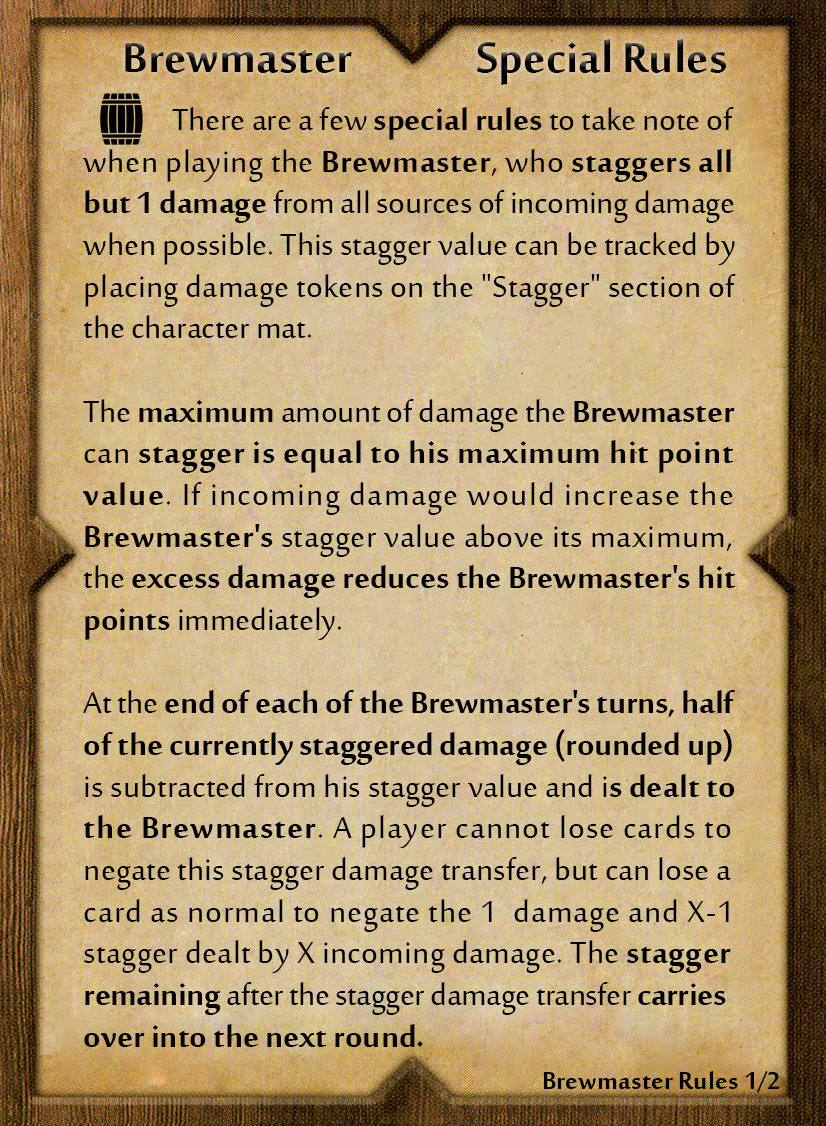 Brewmaster Special Rules
There are a few special rules to take note of
when playing the Brewmaster, who staggers all
but 1 damage from all sources of incoming damage
when possible. This stagger value can be tracked by
placing damage tokens on the "Stagger" section of
the character mat.
The maximum amount of damage the Brewmaster
can stagger is equal to his maximum hit point
value. If incoming damage would increase the
Brewmaster's stagger value above its maximum,
the excess damage reduces the Brewmaster's hit
points immediately.
At the end of each of the Brewmaster's turns, half
of the currently staggered damage (rounded up)
is subtracted from his stagger value and is dealt to
the Brewmaster. A player cannot lose cards to
negate this stagger damage transfer, but can lose a
card as normal to negate the 1 damage and X-1
stagger dealt by X incoming damage. The stagger
remaining after the stagger damage transfer carries
over into the next round.
Brewmaster Rules 1/2